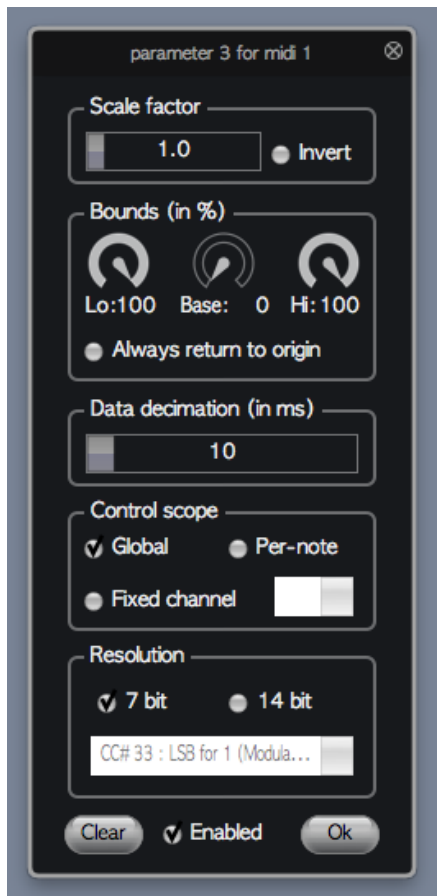 parameter 3 for midi 1
Scale factor
1.0 Invert
Bounds (in %)
Lo:100 Base: 0 Hi:100
Always return to origin
Data decimation (in ms)
10
Control scope
Global Per-note
Fixed channel
Resolution
7 bit 14 bit
CC# 33 : LSB for 1 (Modula...
Clear Enabled Ok